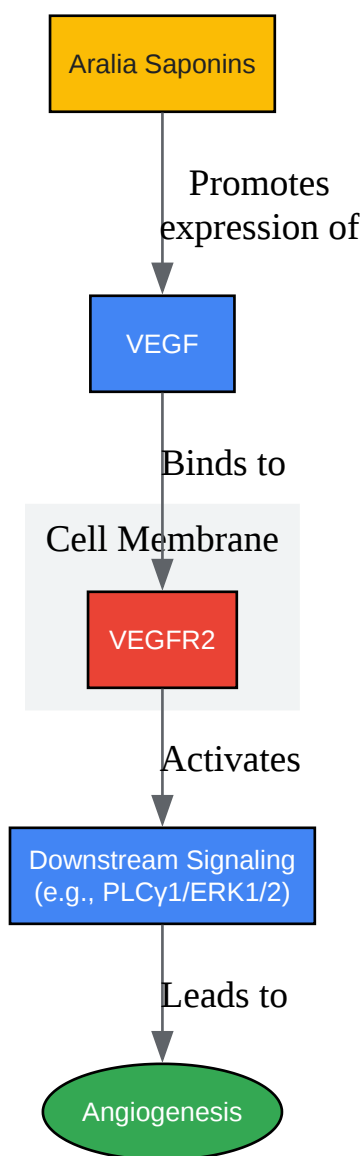 Aralia Saponins
Promotes
expression of
VEGF
Binds to
Cell Membrane
VEGFR2
Activates
Downstream Signaling
(e.g., PLCγ1/ERK1/2)
Leads to
Angiogenesis